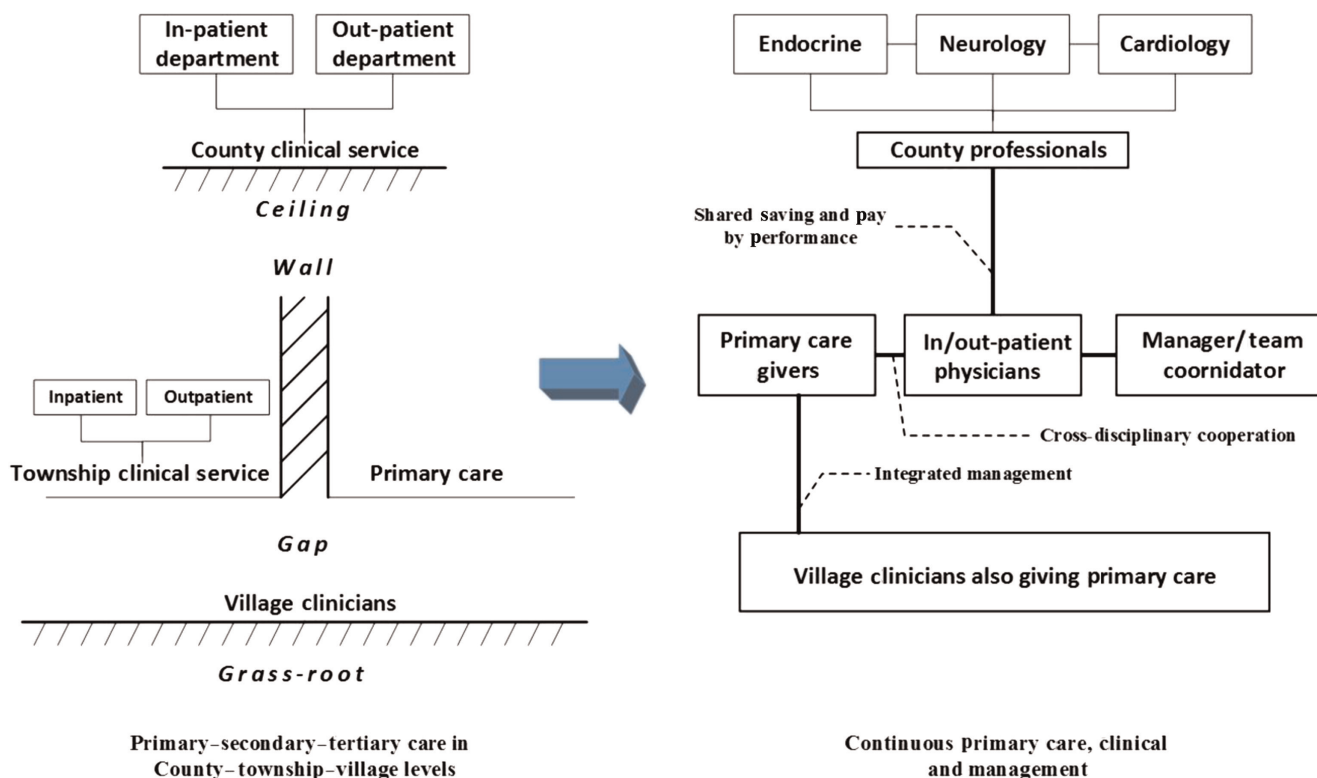 In-patient
department
Out-patient
department
County clinical service
Ceiling
Wall
Inpatient
Outpatient
Township clinical service
Primary care
Gap
Village clinicians
Grass-root
Primary–secondary–tertiary care in
County–township–village levels
Endocrine
Neurology
Cardiology
County professionals
Shared saving and pay
by performance
Primary care
givers
In/out-patient
physicians
Manager/team
coornidator
Cross-disciplinary cooperation
Integrated management
Village clinicians also giving primary care
Continuous primary care, clinical
and management